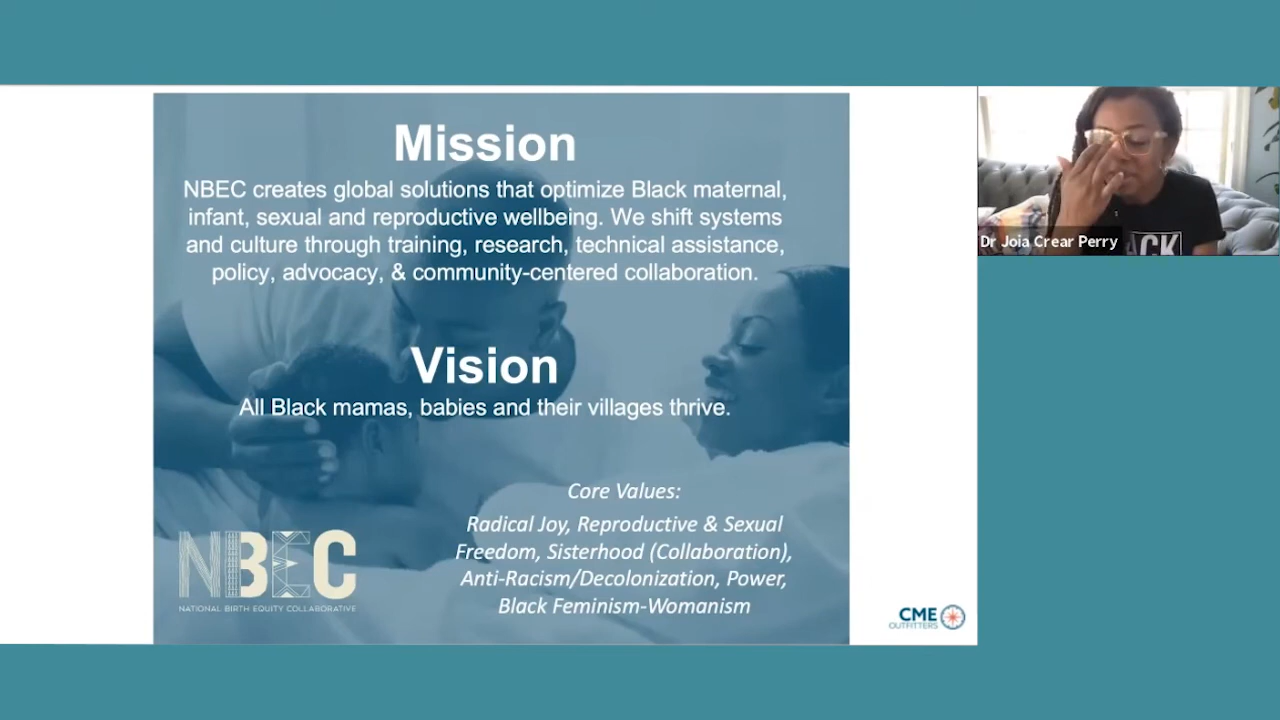 Mission
NBEC creates global solutions that optimize Black maternal,
infant, sexual and reproductive wellbeing. We shift systems
and culture through training, research, technical assistance,
policy, advocacy, & community-centered collaboration.
Vision
All Black mamas, babies and their villages thrive.
Core Values:
Radical Joy, Reproductive & Sexual
Freedom, Sisterhood (Collaboration),
Anti-Racism/Decolonization, Power,
Black Feminism-Womanism
NBEC
NATIONAL BIRTH EQUITY COLLABORATIVE
CME
OUTFITTERS
Dr Joia Crear Perry